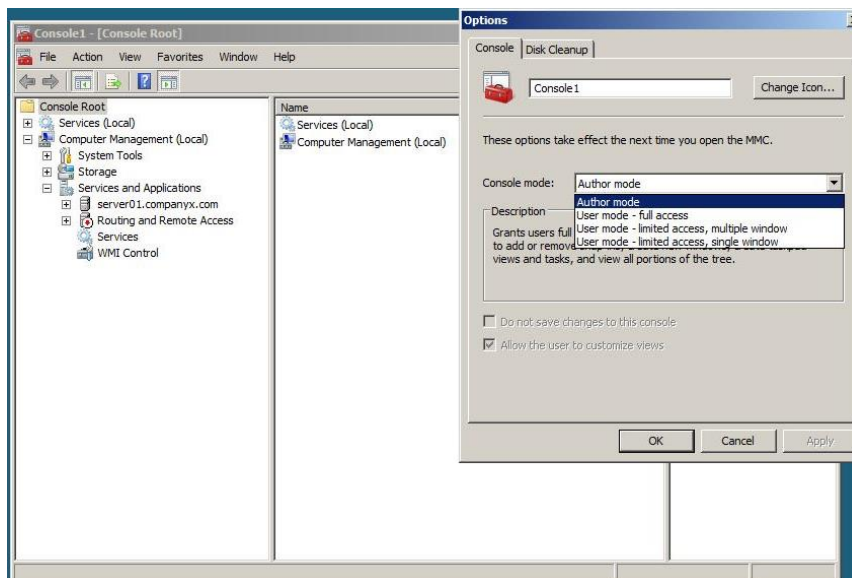 Console1 - [Console Root]
File Action View Favorites Window Help
Console Root
Services (Local)
Computer Management (Local)
System Tools
Storage
Services and Applications
server01.companyx.com
Routing and Remote Access
Services
WMI Control
Name
Services (Local)
Computer Management (Local)
Options
Console
Disk Cleanup
Console1
Change Icon...
These options take effect the next time you open the MMC.
Console mode:
Author mode
Author mode
User mode - full access
User mode - limited access, multiple window
User mode - limited access, single window
Description
Grants users full
to add or remove
views and tasks, and view all portions of the tree.
Do not save changes to this console
Allow the user to customize views
OK
Cancel
Apply